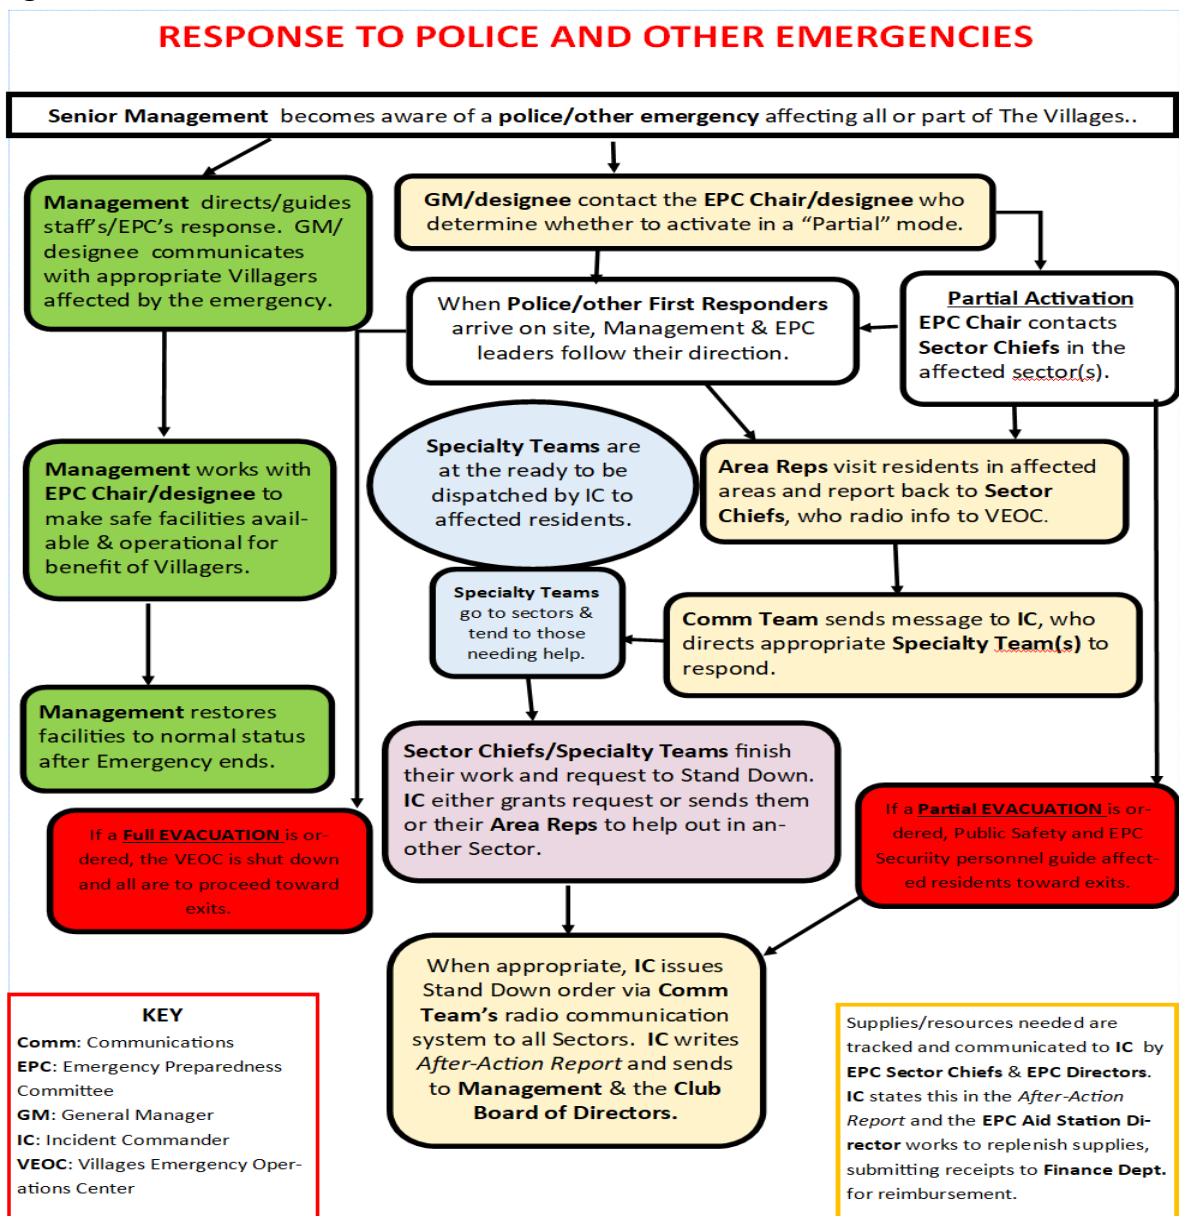 RESPONSE TO POLICE AND OTHER EMERGENCIES
Senior Management becomes aware of a police/other emergency affecting all or part of The Villages..
Management directs/guides
staff's/EPC's response. GM/
designee communicates
with appropriate Villagers
affected by the emergency.
GM/designee contact the EPC Chair/designee who
determine whether to activate in a “Partial” mode.
When Police/other First Responders
arrive on site, Management & EPC
leaders follow their direction.
Partial Activation
EPC Chair contacts
Sector Chiefs in the
affected sector(s).
Specialty Teams are
at the ready to be
dispatched by IC to
affected residents.
Area Reps visit residents in affected
areas and report back to Sector
Chiefs, who radio info to VEOC.
Management works with
EPC Chair/designee to
make safe facilities avail-
able & operational for
benefit of Villagers.
Specialty Teams
go to sectors &
tend to those
needing help.
Comm Team sends message to IC, who
directs appropriate Specialty Team(s) to
respond.
Management restores
facilities to normal status
after Emergency ends.
Sector Chiefs/Specialty Teams finish
their work and request to Stand Down.
IC either grants request or sends them
or their Area Reps to help out in an-
other Sector.
If a Full EVACUATION is or-
dered, the VEOC is shut down
and all are to proceed toward
exits.
If a Partial EVACUATION is or-
dered, Public Safety and EPC
Securiity personnel guide affect-
ed residents toward exits.
When appropriate, IC issues
Stand Down order via Comm
Team's radio communication
system to all Sectors. IC writes
After-Action Report and sends
to Management & the Club
Board of Directors.
KEY
Comm: Communications
EPC: Emergency Preparedness
Committee
GM: General Manager
IC: Incident Commander
VEOC: Villages Emergency Oper-
ations Center
Supplies/resources needed are
tracked and communicated to IC by
EPC Sector Chiefs & EPC Directors.
IC states this in the After-Action
Report and the EPC Aid Station Di-
rector works to replenish supplies,
submitting receipts to Finance Dept.
for reimbursement.